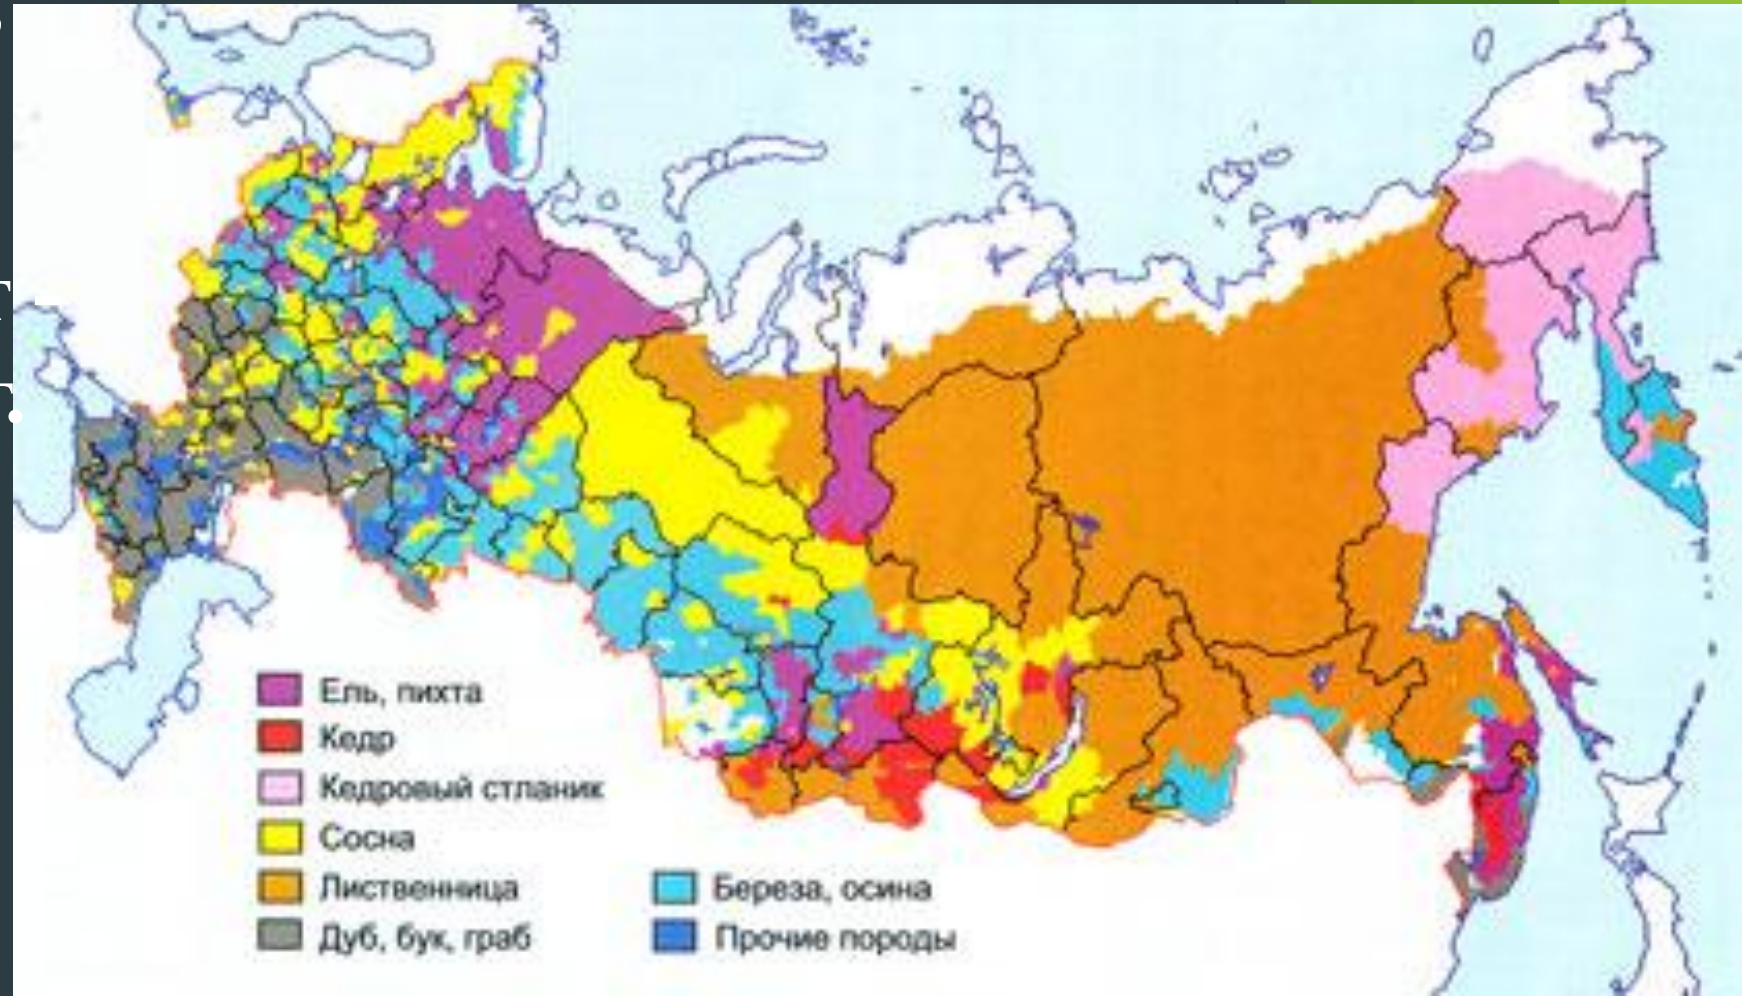 Ель, пихта
Кедр
Кедровый стланик
Сосна
Лиственница
Дуб, бук, граб
Береза, осина
Прочие породы